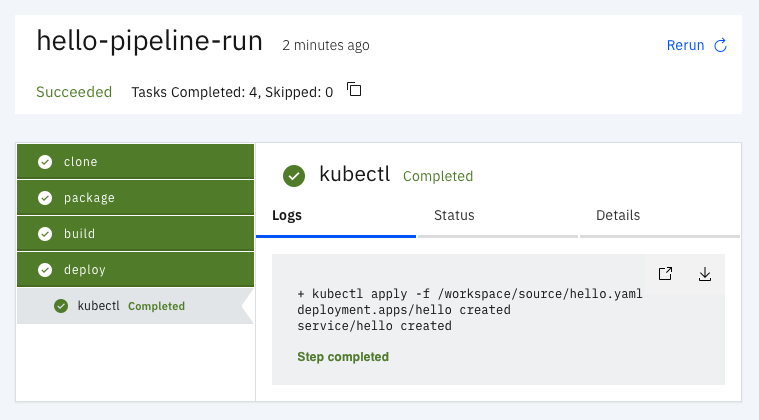 hello-pipeline-run 2 minutes ago Rerun
Succeeded Tasks Completed: 4, Skipped: 0
clone
package
build
deploy
kubectl Completed
kubectl Completed
Logs Status Details
+ kubectl apply -f /workspace/source/hello.yaml
deployment.apps/hello created
service/hello created
Step completed